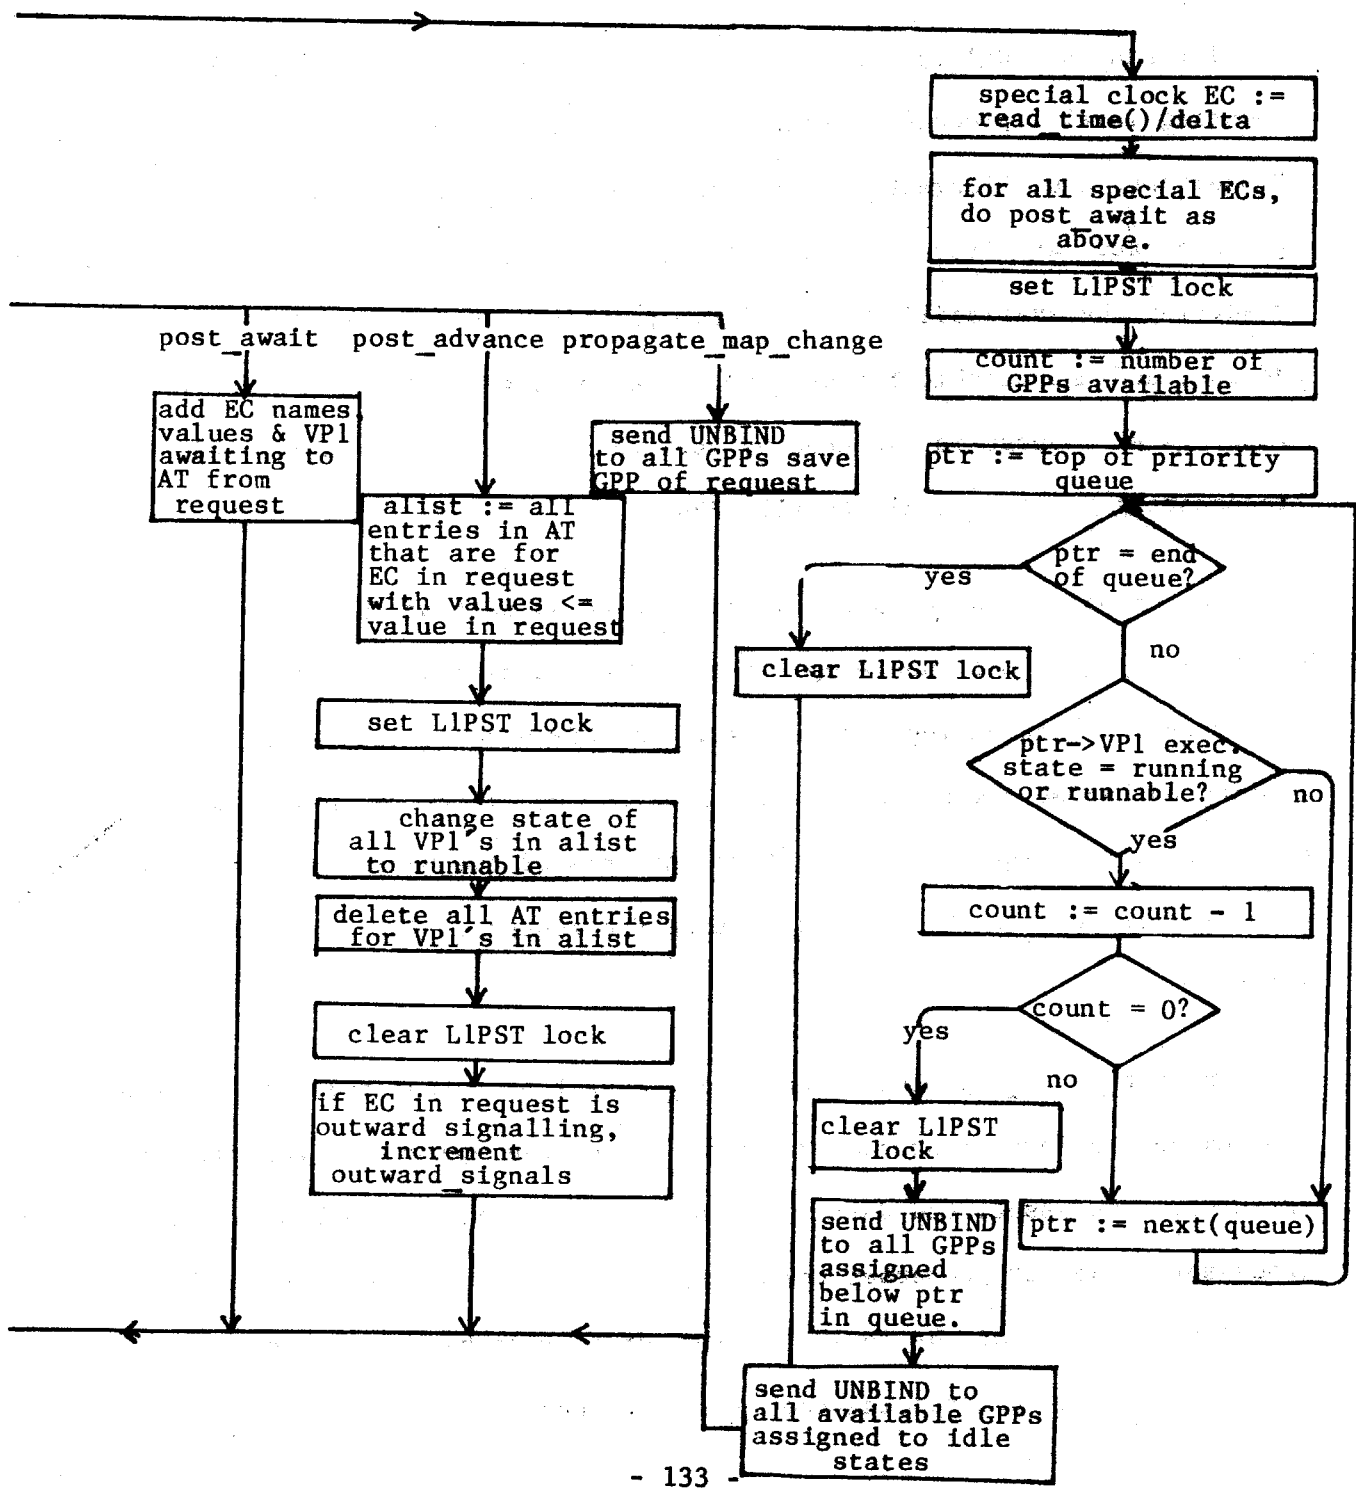 special clock EC :=
read_time()/delta
for all special ECs,
do post_await as
above.
set L1PST lock
count := number of
GPPs available
ptr := top of priority
queue
ptr = end
of queue?
yes
no
clear L1PST lock
ptr->VP1 exec.
state = running
or runnable?
no
yes
count := count - 1
count = 0?
yes
no
clear L1PST
lock
send UNBIND
to all GPPs
assigned
below ptr
in queue.
ptr := next(queue)
send UNBIND to
all available GPPs
assigned to idle
states
post_await
post_advance
propagate_map_change
add EC names
values & VP1
awaiting to
AT from
request
alist := all
entries in AT
that are for
EC in request
with values <=
value in request
send UNBIND
to all GPPs save
GPP of request
set L1PST lock
change state of
all VP1's in alist
to runnable
delete all AT entries
for VP1's in alist
clear L1PST lock
if EC in request is
outward signalling,
increment
outward_signals
- 133 -